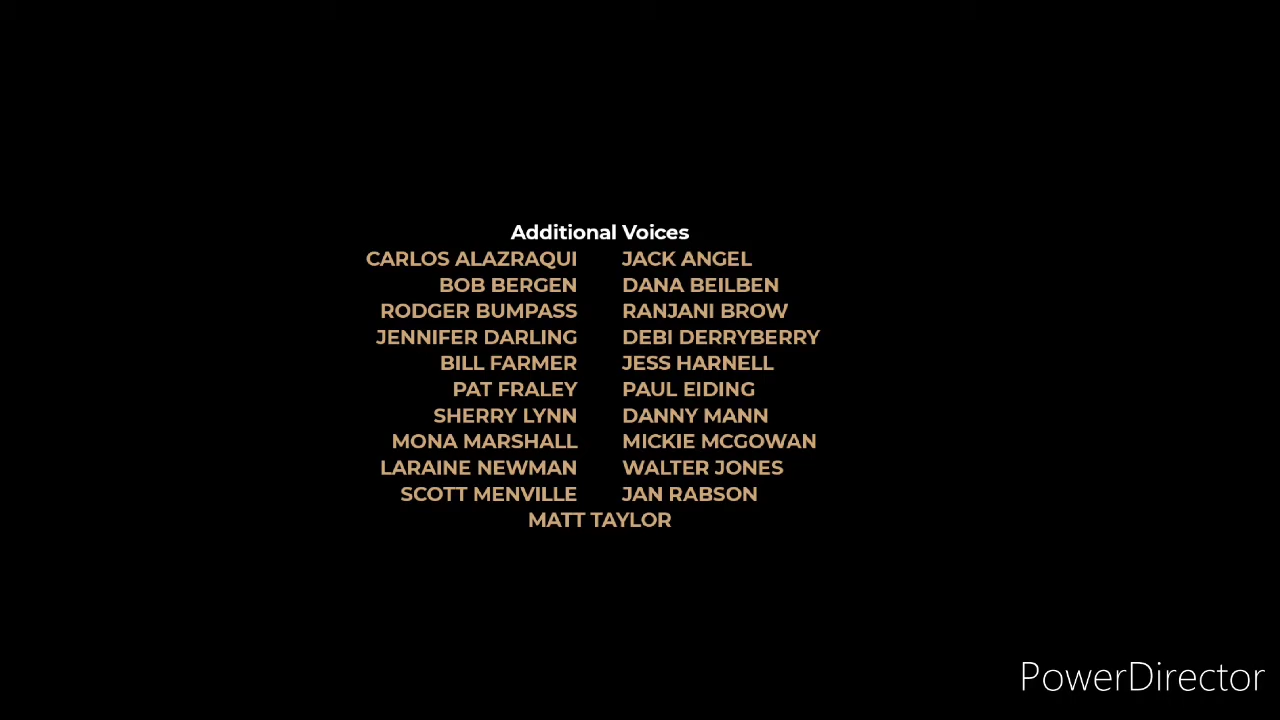 Additional Voices
CARLOS ALAZRAQUI JACK ANGEL
BOB BERGEN DANA BEILBEN
RODGER BUMPASS RANJANI BROW
JENNIFER DARLING DEBI DERRYBERRY
BILL FARMER JESS HARNELL
PAT FRALEY PAUL EIDING
SHERRY LYNN DANNY MANN
MONA MARSHALL MICKIE MCGOWAN
LARAINE NEWMAN WALTER JONES
SCOTT MENVILLE JAN RABSON
MATT TAYLOR
PowerDirector